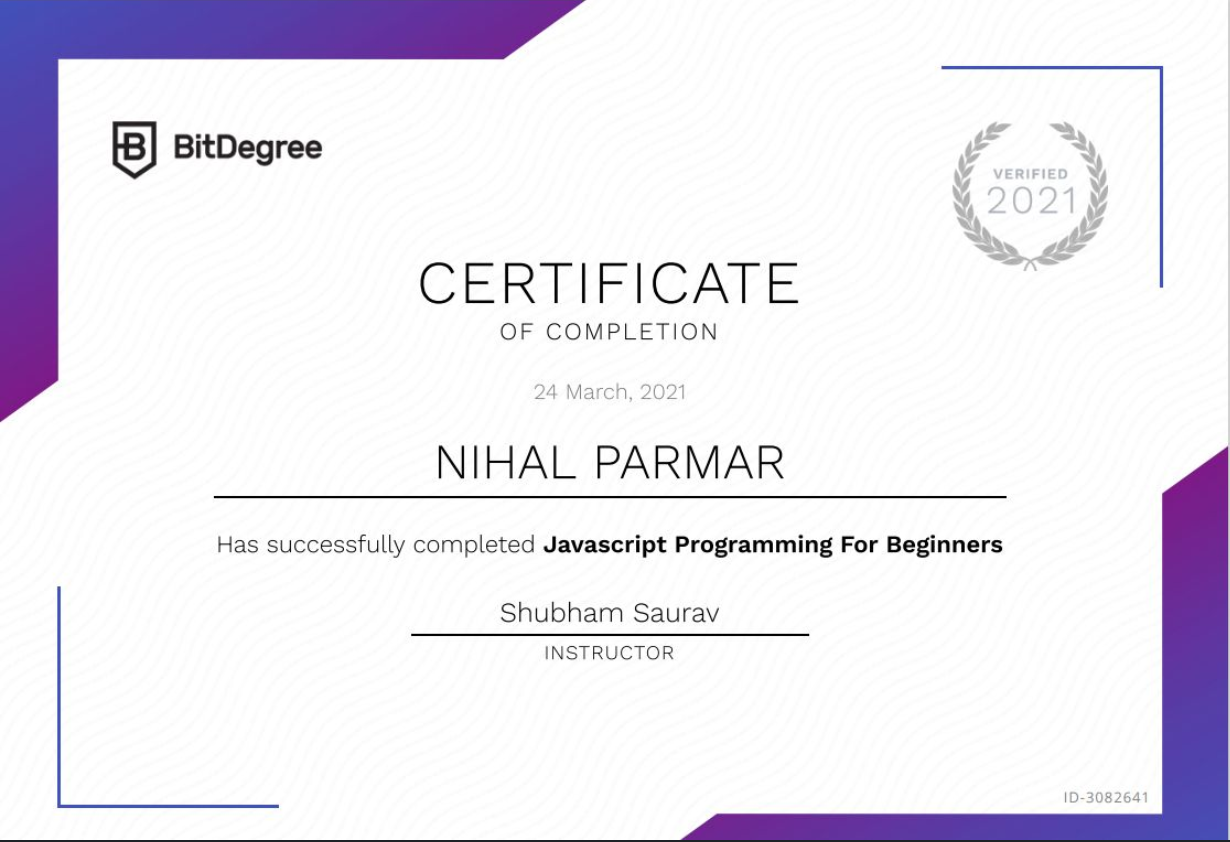 BitDegree
VERIFIED
2021
CERTIFICATE
OF COMPLETION
24 March, 2021
NIHAL PARMAR
Has successfully completed Javascript Programming For Beginners
Shubham Saurav
INSTRUCTOR
ID-3082641